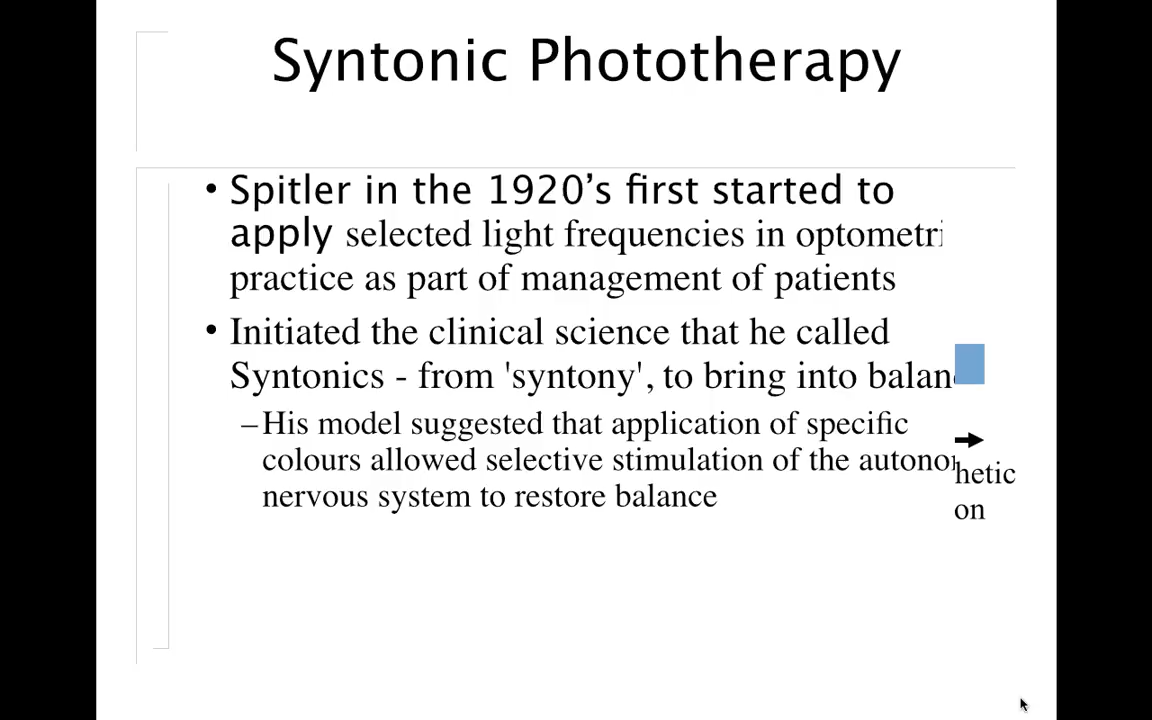 Syntonic Phototherapy
• Spitler in the 1920’s first started to
apply selected light frequencies in optometri
practice as part of management of patients
• Initiated the clinical science that he called
Syntonics - from 'syntony', to bring into balan
–His model suggested that application of specific
colours allowed selective stimulation of the autonon
nervous system to restore balance
hetic
on